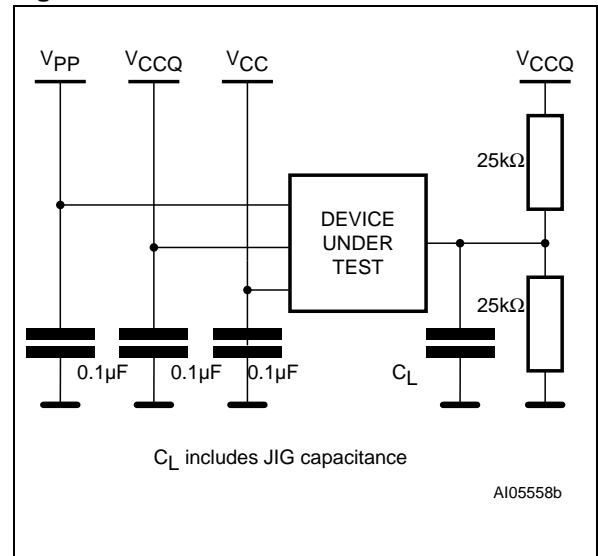 VPP VCCQ VCC VCCQ
25kΩ
DEVICE
UNDER
TEST
25kΩ
0.1µF 0.1µF 0.1µF CL
CL includes JIG capacitance
AI05558b